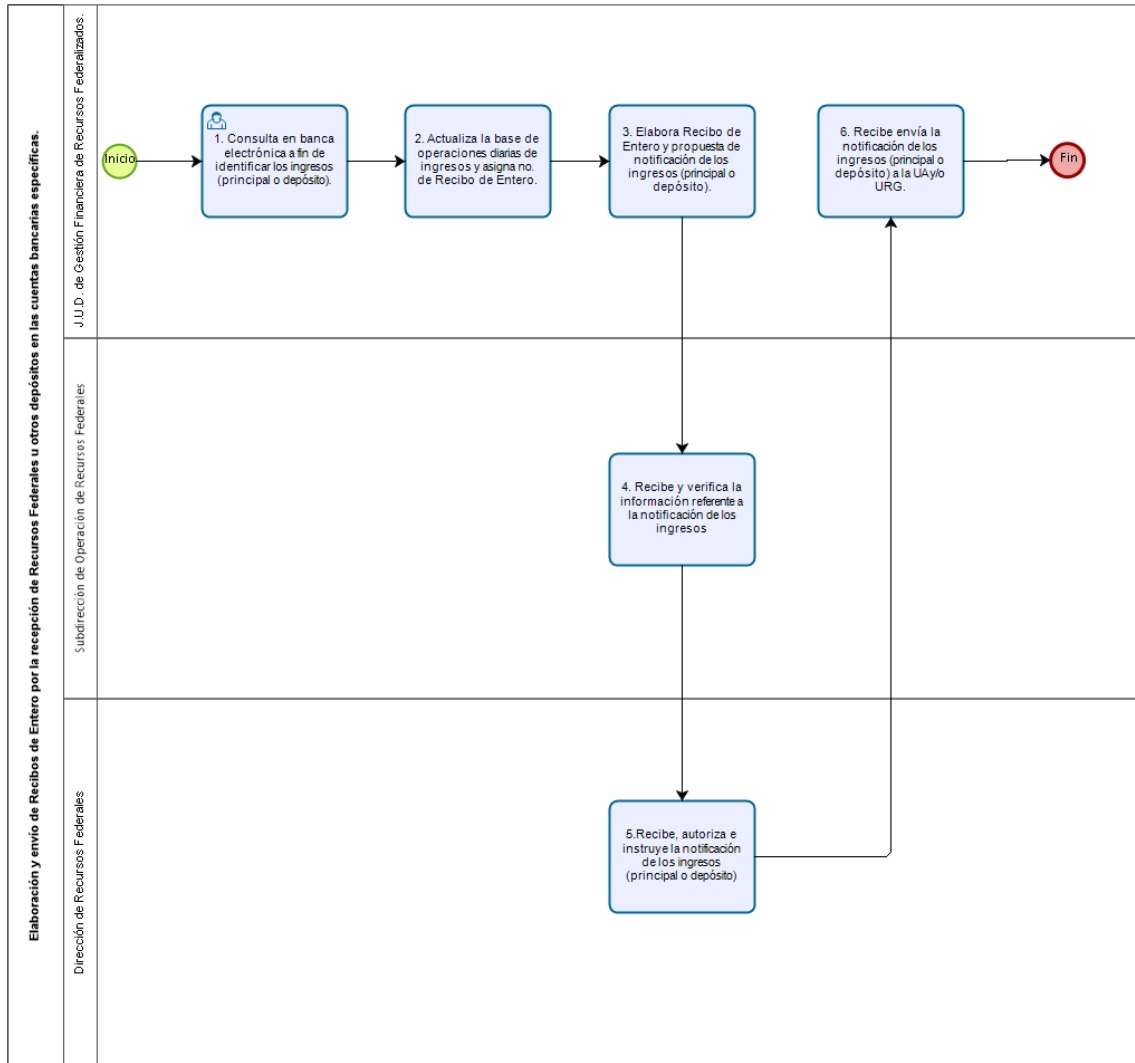 Elaboración y envío de Recibos de Entero por la recepción de Recursos Federales u otros depósitos en las cuentas bancarias específicas.
J.U.D. de Gestión Financiera de Recursos Federalizados.
Inicio
1. Consulta en banca
electrónica a fin de
identificar los ingresos
(principal o depósito).
2. Actualiza la base de
operaciones diarias de
ingresos y asigna no.
de Recibo de Entero.
3. Elabora Recibo de
Entero y propuesta de
notificación de los
ingresos (principal o
depósito).
6. Recibe envía la
notificación de los
ingresos (principal o
depósito) a la UAy/o
URG.
Fin
Subdirección de Operación de Recursos Federales
4. Recibe y verifica la
información referente a
la notificación de los
ingresos
Dirección de Recursos Federales
5.Recibe, autoriza e
instruye la notificación
de los ingresos
(principal o depósito)